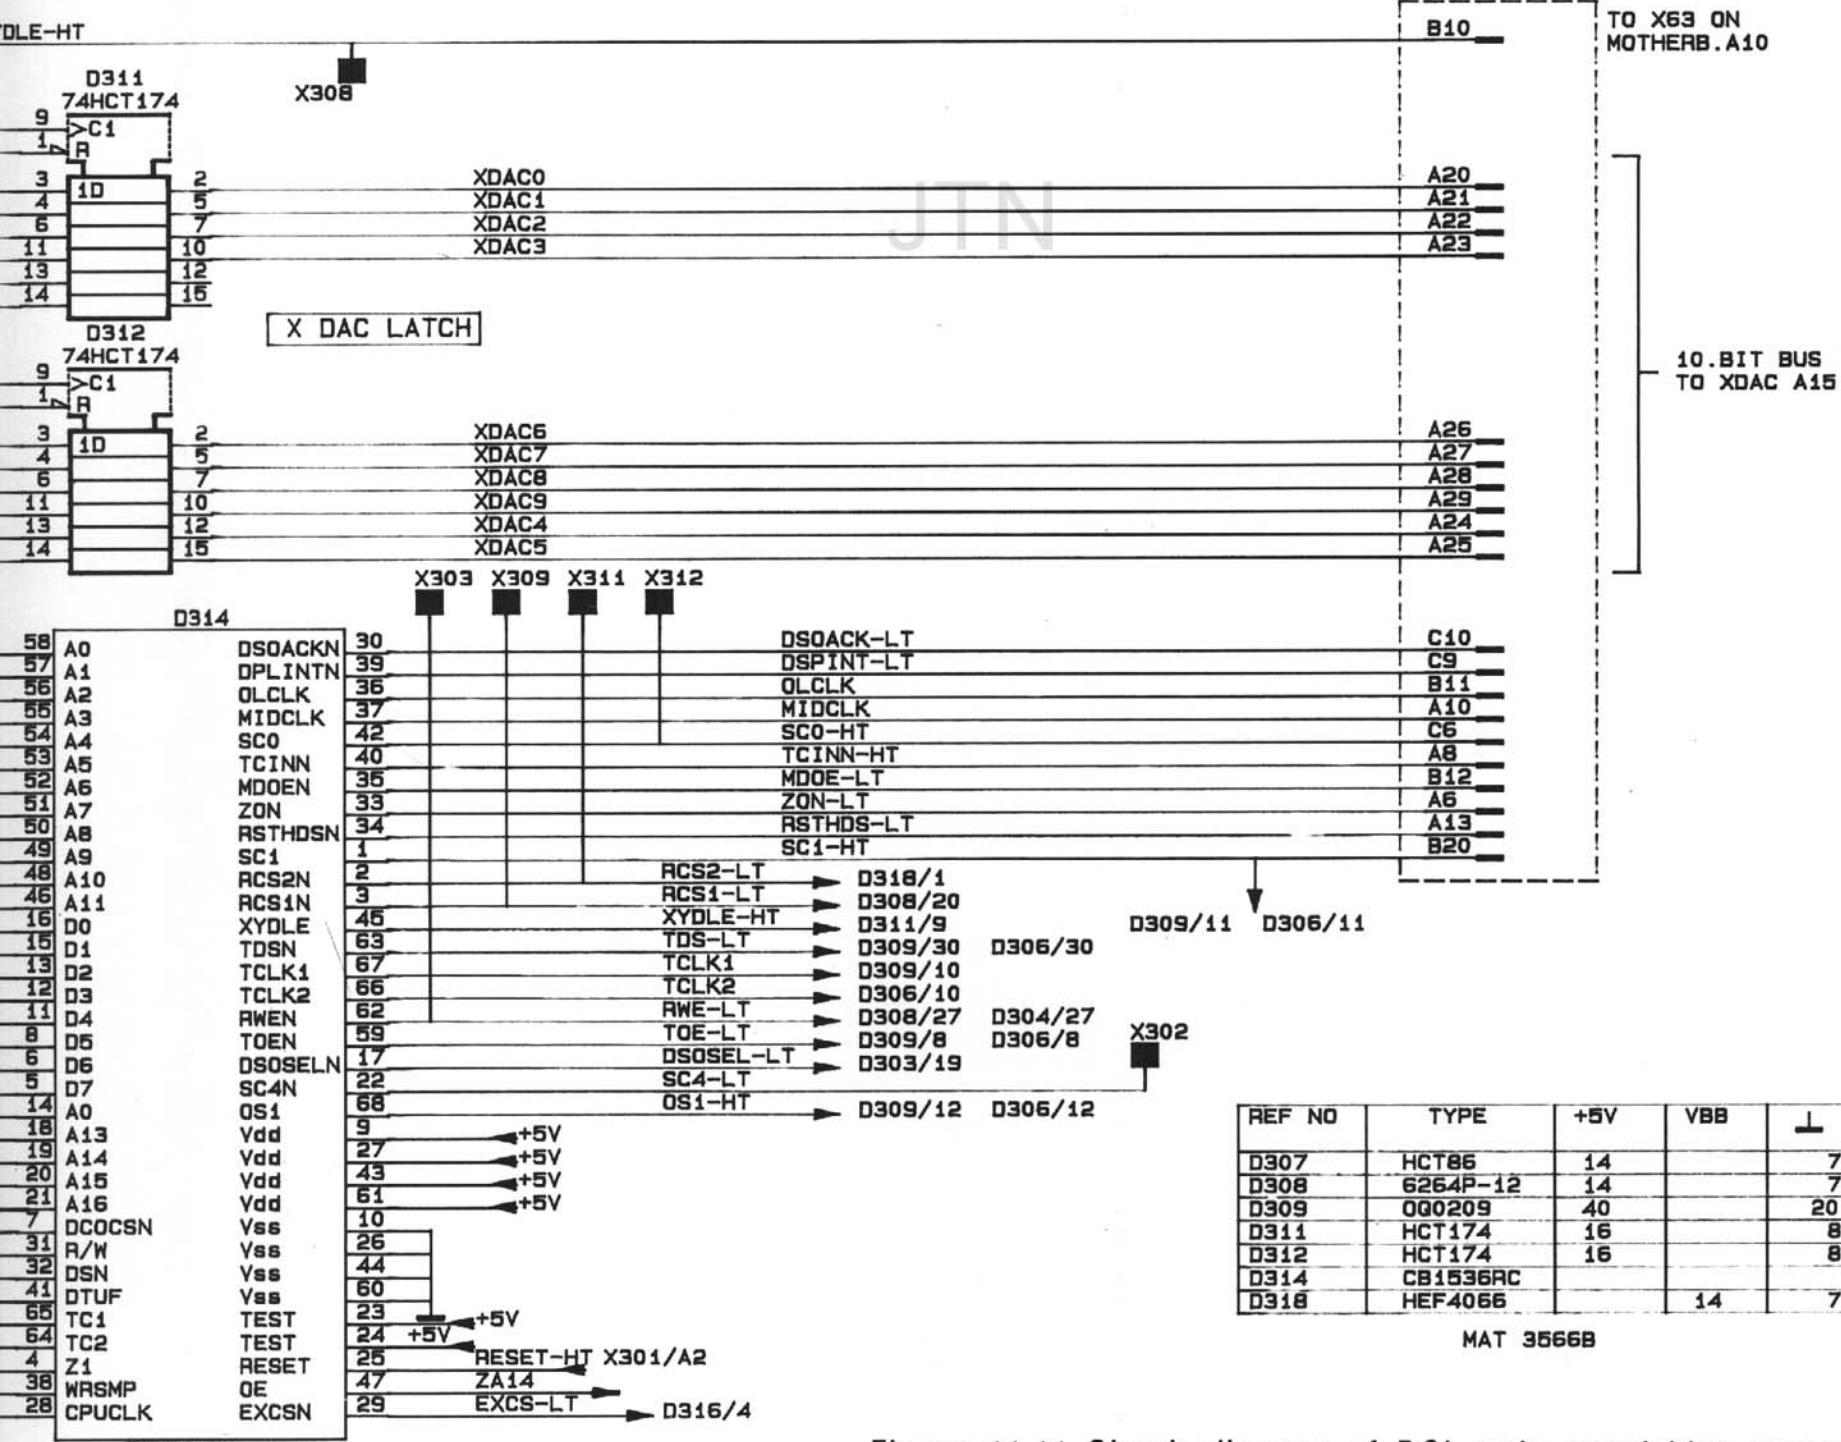 YDLE-HT
B10
TO X63 ON
MOTHERB.A10
X308
D311
74HCT174
9
C1
1
R
3 1D 2 XDAC0 A20
4 5 XDAC1 A21
6 7 XDAC2 A22
11 10 XDAC3 A23
13 12
14 15
JTN
X DAC LATCH
D312
74HCT174
9
C1
1
R
10.BIT BUS
TO XDAC A15
3 1D 2 XDAC6 A26
4 5 XDAC7 A27
6 7 XDAC8 A28
11 10 XDAC9 A29
13 12 XDAC4 A24
14 15 XDAC5 A25
X303 X309 X311 X312
D314
58 A0 DSOACKN 30 DSOACK-LT C10
57 A1 DPLINTN 39 DSPINT-LT C9
56 A2 OLCLK 36 OLCLK B11
55 A3 MIDCLK 37 MIDCLK A10
54 A4 SC0 42 SC0-HT C6
53 A5 TCINN 40 TCINN-HT A8
52 A6 MDOEN 35 MDOE-LT B12
51 A7 ZON 33 ZON-LT A6
50 A8 RSTHDSN 34 RSTHDS-LT A13
49 A9 SC1 1 SC1-HT B20
48 A10 RCS2N 2 RCS2-LT D318/1
46 A11 RCS1N 3 RCS1-LT D308/20
16 D0 XYDLE 45 XYDLE-HT D311/9 D309/11 D306/11
15 D1 TDSN 63 TDS-LT D309/30 D306/30
13 D2 TCLK1 67 TCLK1 D309/10
12 D3 TCLK2 66 TCLK2 D306/10
11 D4 RWEN 62 RWE-LT D308/27 D304/27
8 D5 TOEN 59 TOE-LT D309/8 D306/8 X302
6 D6 DSOSELN 17 DSOSEL-LT D303/19
5 D7 SC4N 22 SC4-LT
14 A0 OS1 68 OS1-HT D309/12 D306/12
18 A13 Vdd 9 +5V
19 A14 Vdd 27 +5V
20 A15 Vdd 43 +5V
21 A16 Vdd 61 +5V
7 DCOCSN Vss 10
31 R/W Vss 26
32 DSN Vss 44
41 DTUF Vss 60
65 TC1 TEST 23 +5V
64 TC2 TEST 24 +5V
4 Z1 RESET 25 RESET-HT X301/A2
38 WRSMP OE 47 ZA14
28 CPUCLK EXCSN 29 EXCS-LT D316/4
REF NO TYPE +5V VBB
D307 HCT86 14 7
D308 6264P-12 14 7
D309 OQ0209 40 20
D311 HCT174 16 8
D312 HCT174 16 8
D314 CB1536RC
D318 HEF4066 14 7
MAT 3566B